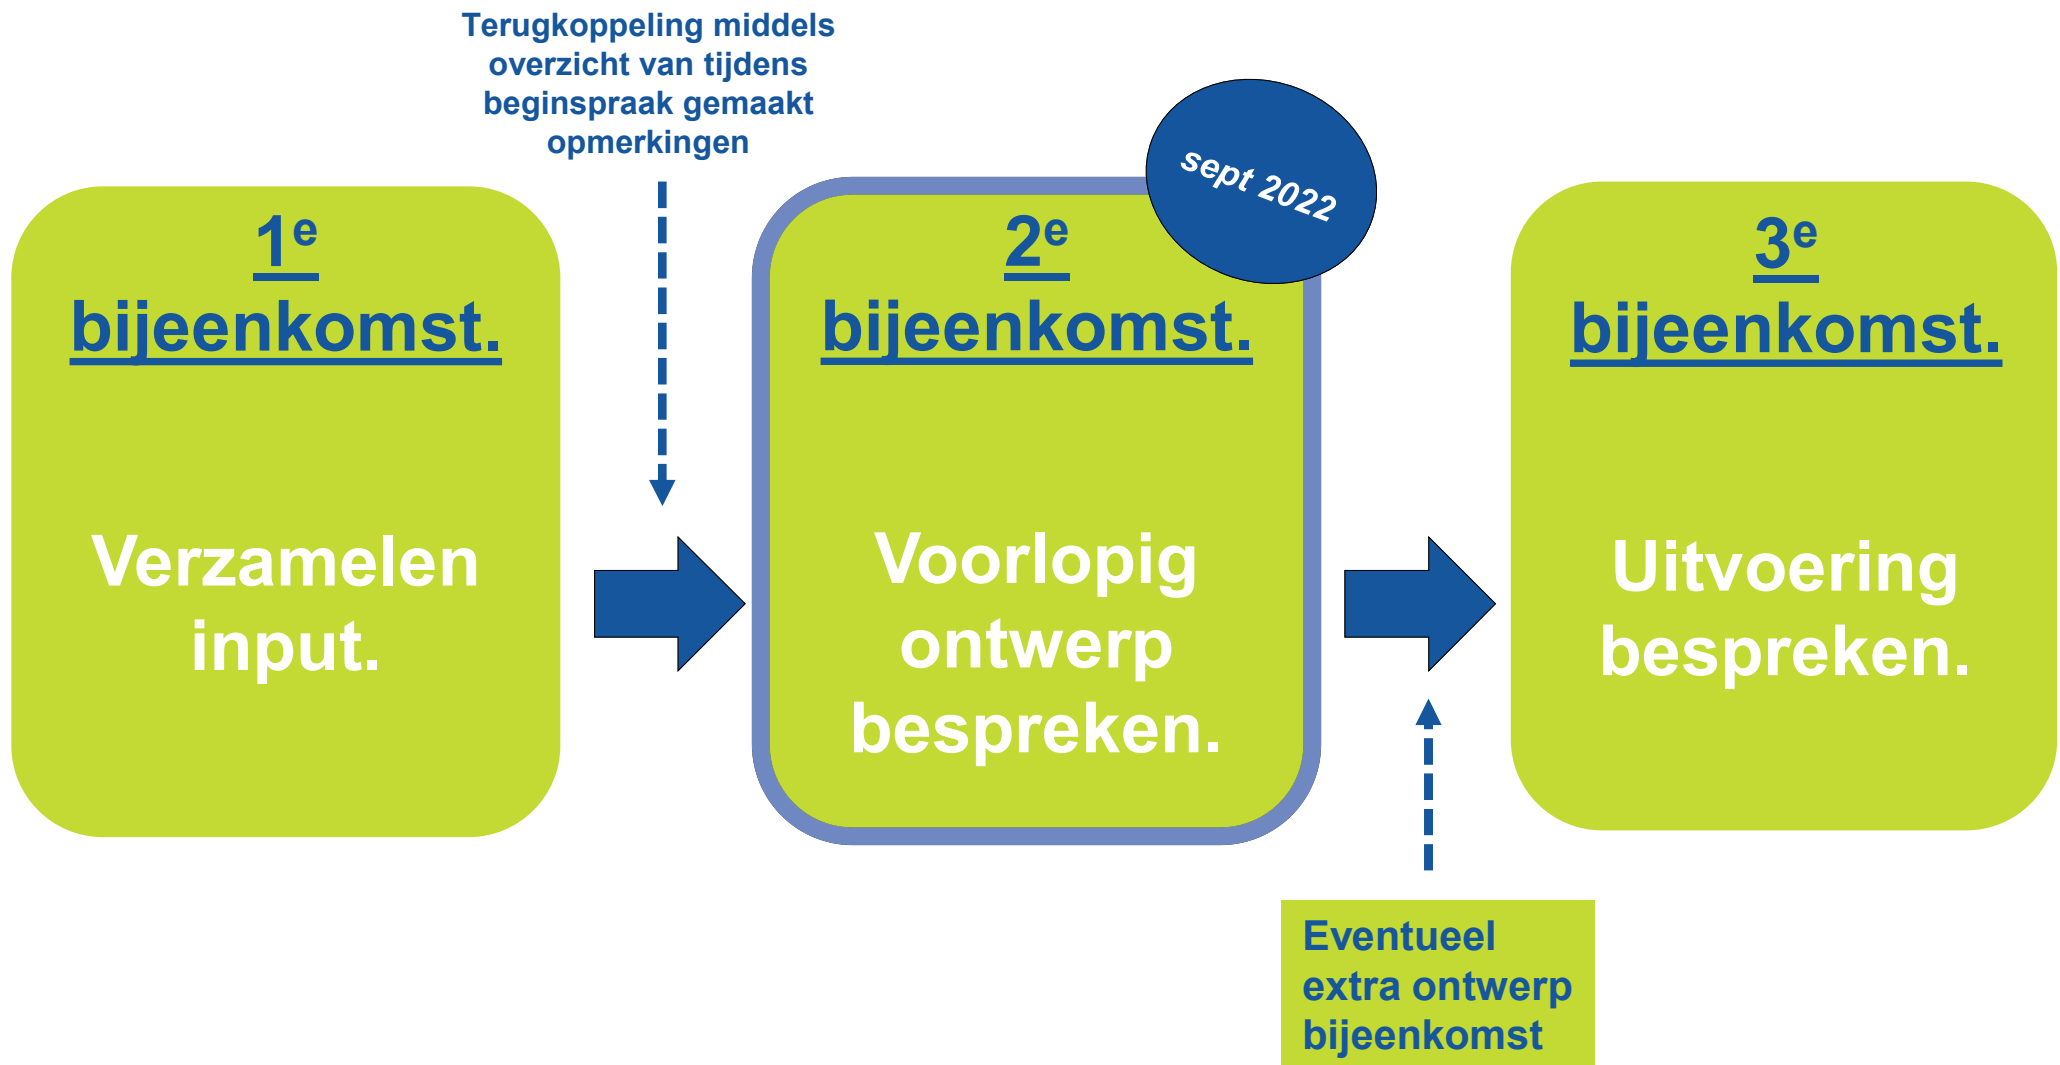 Terugkoppeling middels
overzicht van tijdens
beginspraak gemaakt
opmerkingen
1e
bijeenkomst.
Verzamelen
input.
sept 2022
2e
bijeenkomst.
Voorlopig
ontwerp
bespreken.
3e
bijeenkomst.
Uitvoering
bespreken.
Eventueel
extra ontwerp
bijeenkomst